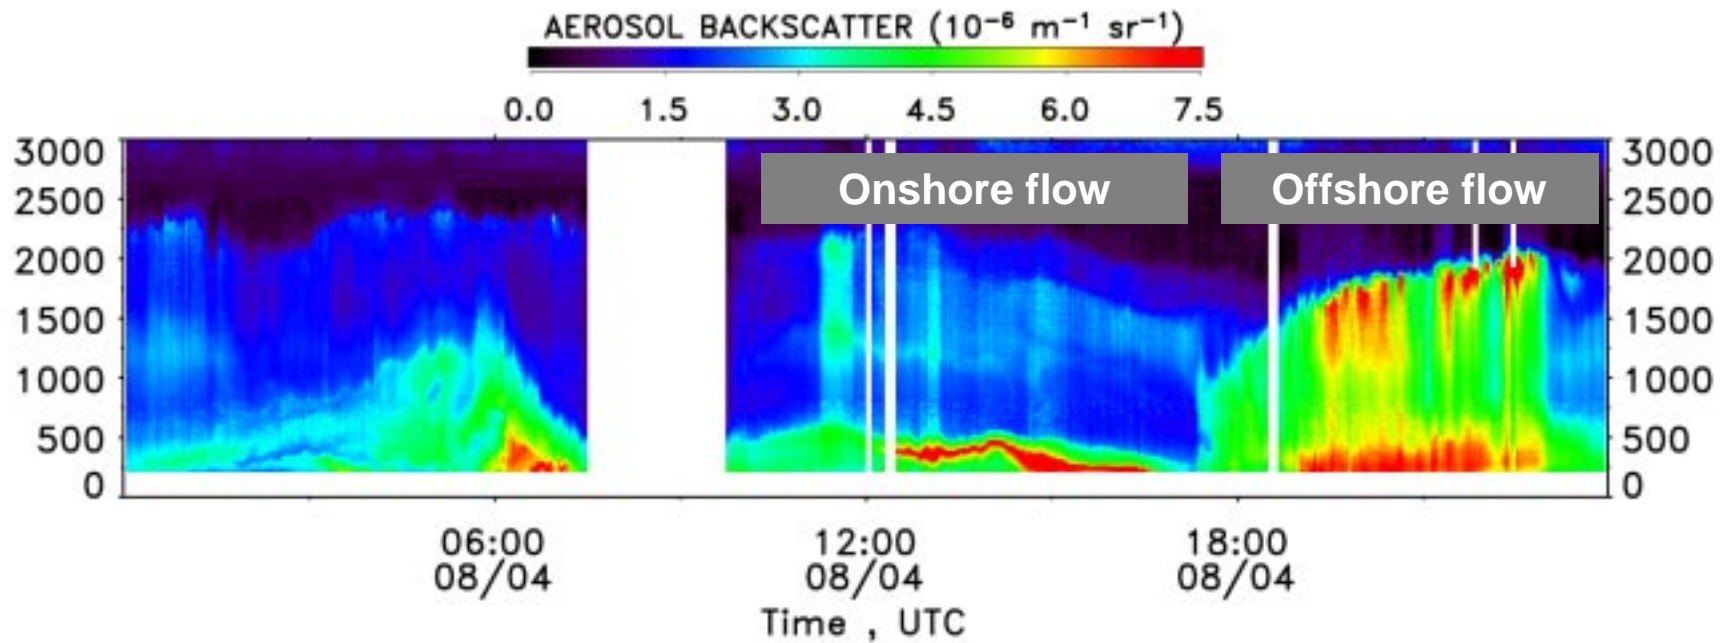 AEROSOL BACKSCATTER (10⁻⁶ m⁻¹ sr⁻¹)
0.0 1.5 3.0 4.5 6.0 7.5
3000 3000
Onshore flow Offshore flow
2500 2500
2000 2000
1500 1500
1000 1000
500 500
0 0
06:00 12:00 18:00
08/04 08/04 08/04
Time , UTC